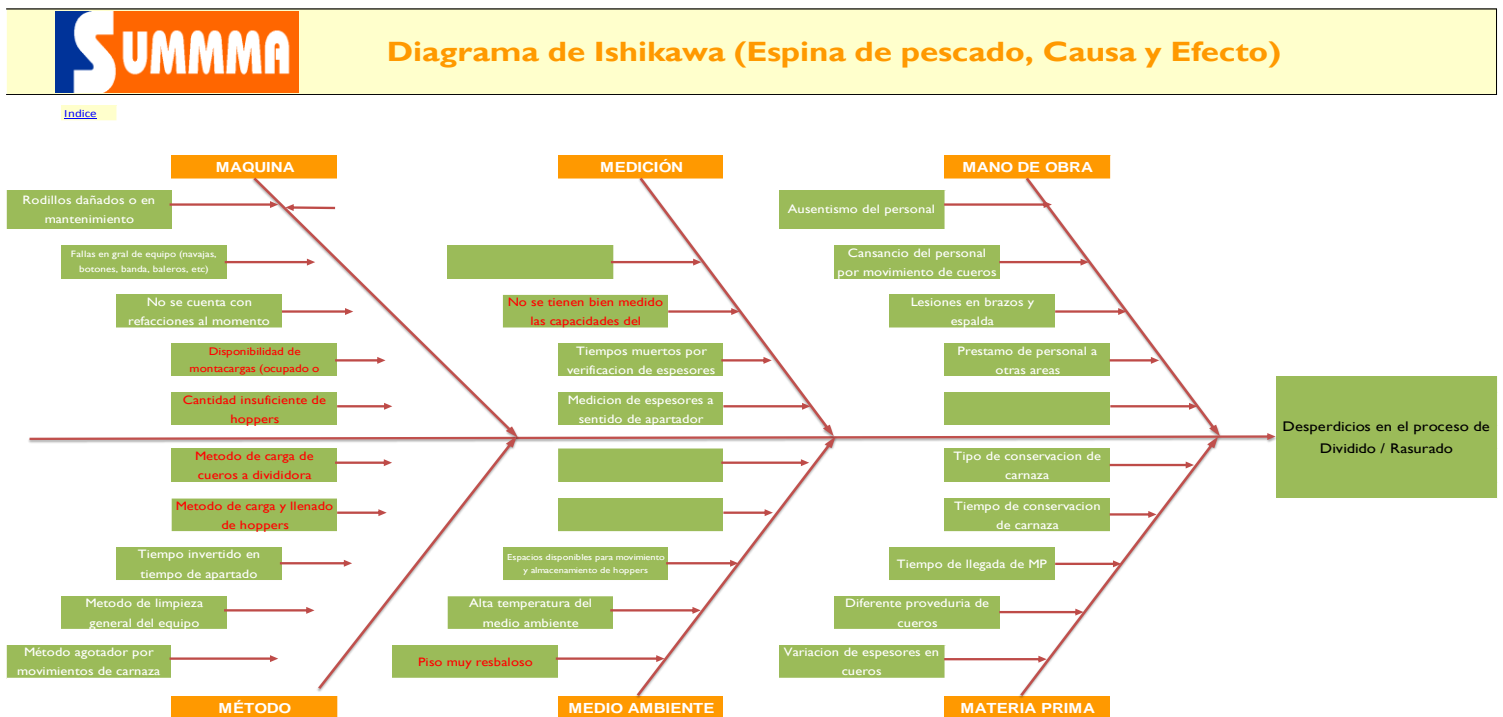 SUMMMA
Diagrama de Ishikawa (Espina de pescado, Causa y Efecto)
Indice
MAQUINA
Rodillos dañados o en
mantenimiento
Fallas en gral de equipo (navajas,
botones, banda, baleros, etc)
No se cuenta con
refacciones al momento
Disponibilidad de
montacargas (ocupado o
Cantidad insuficiente de
hoppers
MEDICIÓN
No se tienen bien medido
las capacidades del
Tiempos muertos por
verificacion de espesores
Medicion de espesores a
sentido de apartador
MANO DE OBRA
Ausentismo del personal
Cansancio del personal
por movimiento de cueros
Lesiones en brazos y
espalda
Prestamo de personal a
otras areas
Desperdicios en el proceso de
Dividido / Rasurado
Metodo de carga de
cueros a divididora
Metodo de carga y llenado
de hoppers
Tiempo invertido en
tiempo de apartado
Metodo de limpieza
general del equipo
Método agotador por
movimientos de carnaza
MÉTODO
Espacios disponibles para movimiento
y almacenamiento de hoppers
Alta temperatura del
medio ambiente
Piso muy resbaloso
MEDIO AMBIENTE
Tipo de conservacion de
carnaza
Tiempo de conservacion
de carnaza
Tiempo de llegada de MP
Diferente proveduria de
cueros
Variacion de espesores en
cueros
MATERIA PRIMA